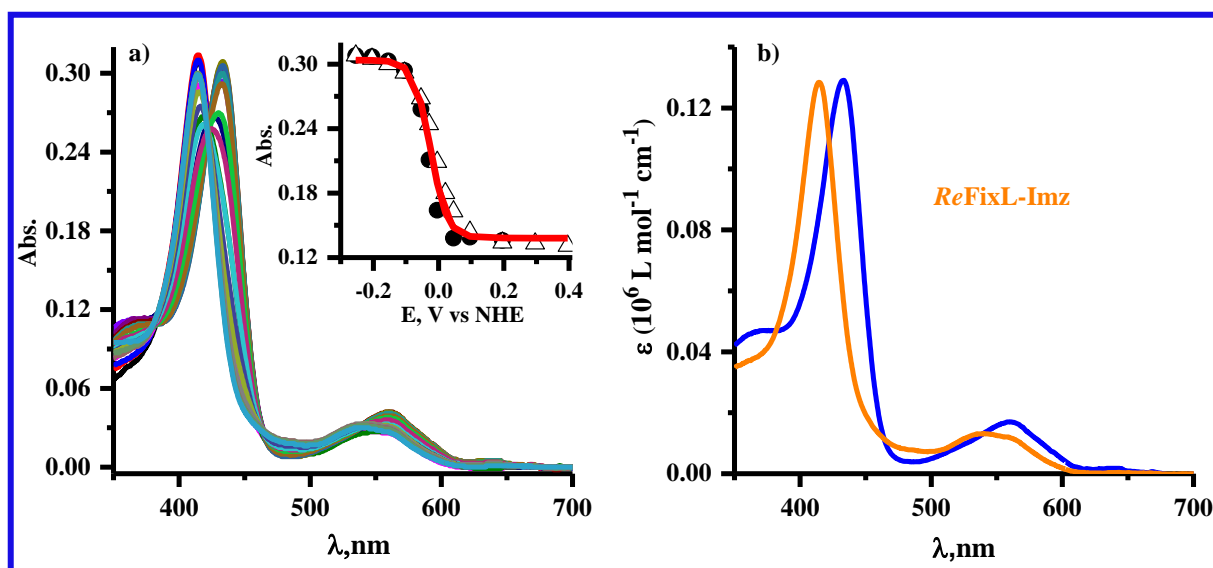 a)
0.30
0.24
0.18
0.12
0.06
0.00
Abs.
400 500 600 700
λ,nm
0.30
0.24
0.18
0.12
Abs.
-0.2 0.0 0.2 0.4
E, V vs NHE
b)
ReFixL-Imz
0.12
0.08
0.04
0.00
ε (10⁶ L mol⁻¹ cm⁻¹)
400 500 600 700
λ,nm